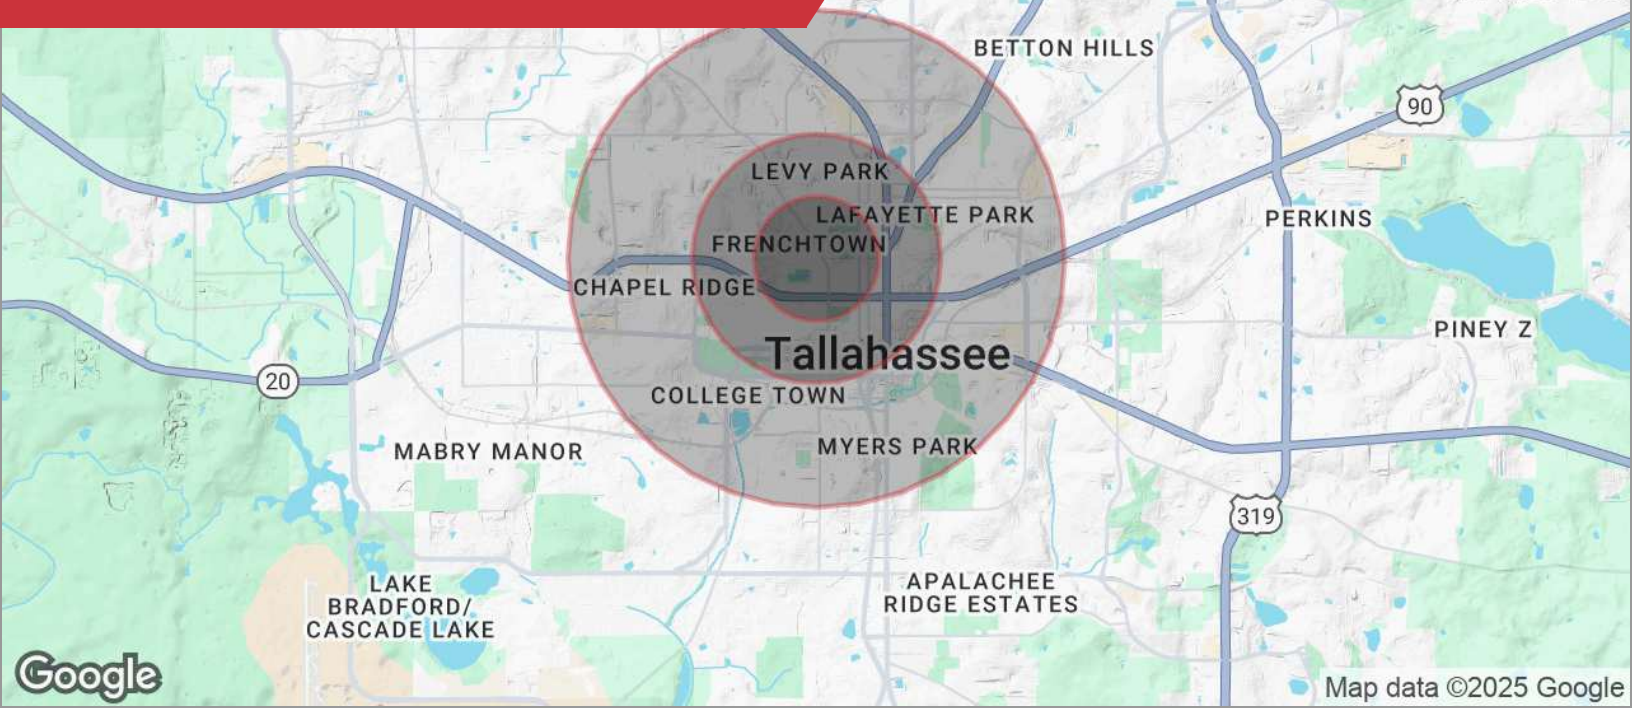 BETTON HILLS
90
LEVY PARK
LAFAYETTE PARK
PERKINS
FRENCHTOWN
CHAPEL RIDGE
PINEY Z
Tallahassee
20
COLLEGE TOWN
MABRY MANOR
MYERS PARK
319
LAKE
BRADFORD/
CASCADE LAKE
APALACHEE
RIDGE ESTATES
Google
Map data ©2025 Google